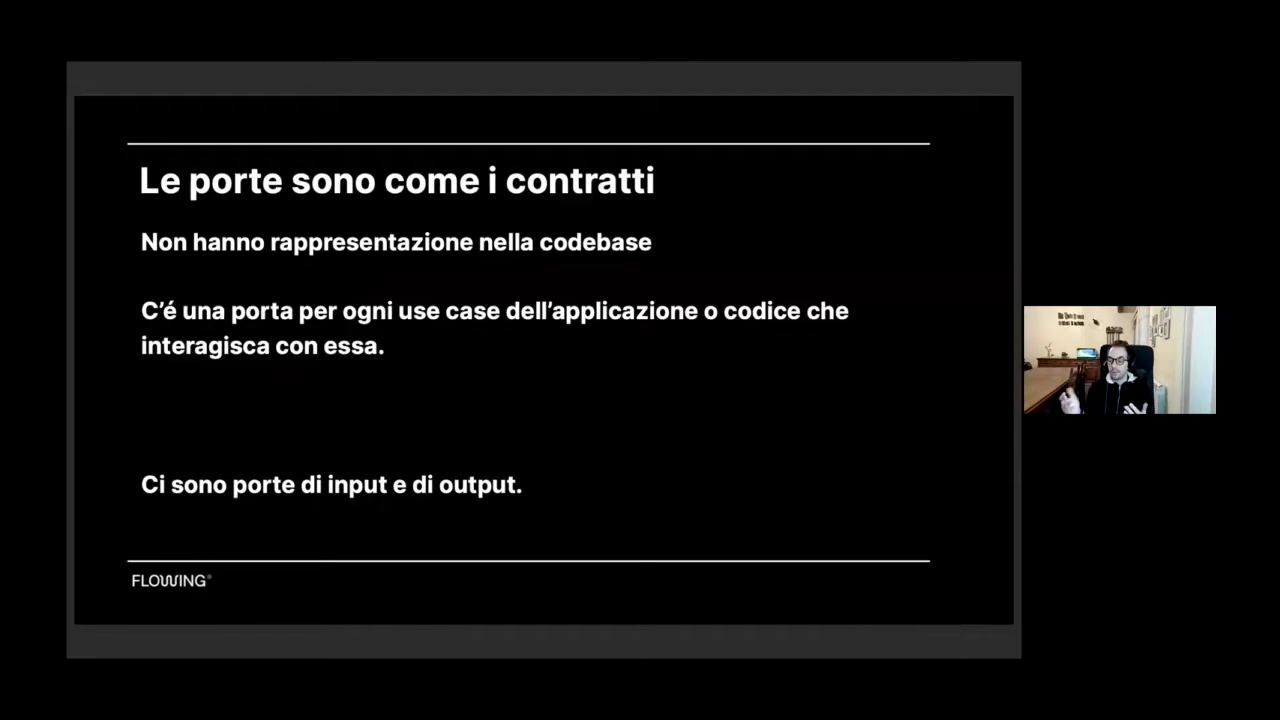 Le porte sono come i contratti
Non hanno rappresentazione nella codebase
C’é una porta per ogni use case dell’applicazione o codice che
interagisca con essa.
Ci sono porte di input e di output.
FLOWING®